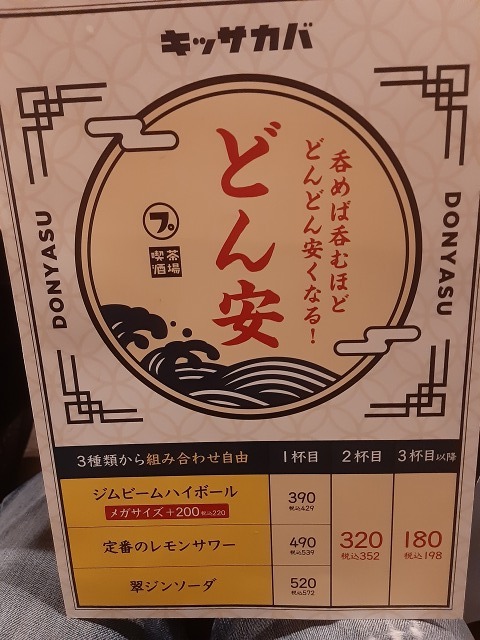 キッサカバ
どん安
呑めば呑むほど
どんどん安くなる!
プ。
喫茶
酒場
DONYASU
DONYASU
3種類から組み合わせ自由 1杯目 2杯目 3杯目以降
ジムビームハイボール 390 税込429
メガサイズ+200 税込220
定番のレモンサワー 490 税込539 320 税込352 180 税込198
翠ジンソーダ 520 税込572